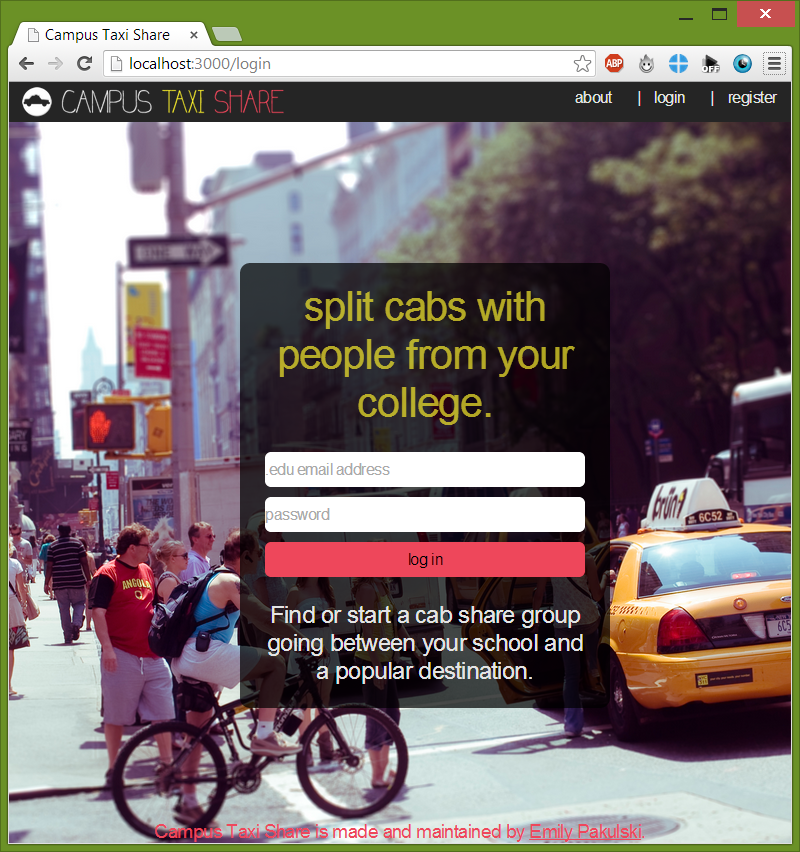 Campus Taxi Share
localhost:3000/login
ABP
OFF
CAMPUS TAXI SHARE
about | login | register
split cabs with
people from your
college.
.edu email address
password
log in
Find or start a cab share group
going between your school and
a popular destination.
ANGOLA
6C52
Campus Taxi Share is made and maintained by Emily Pakulski.